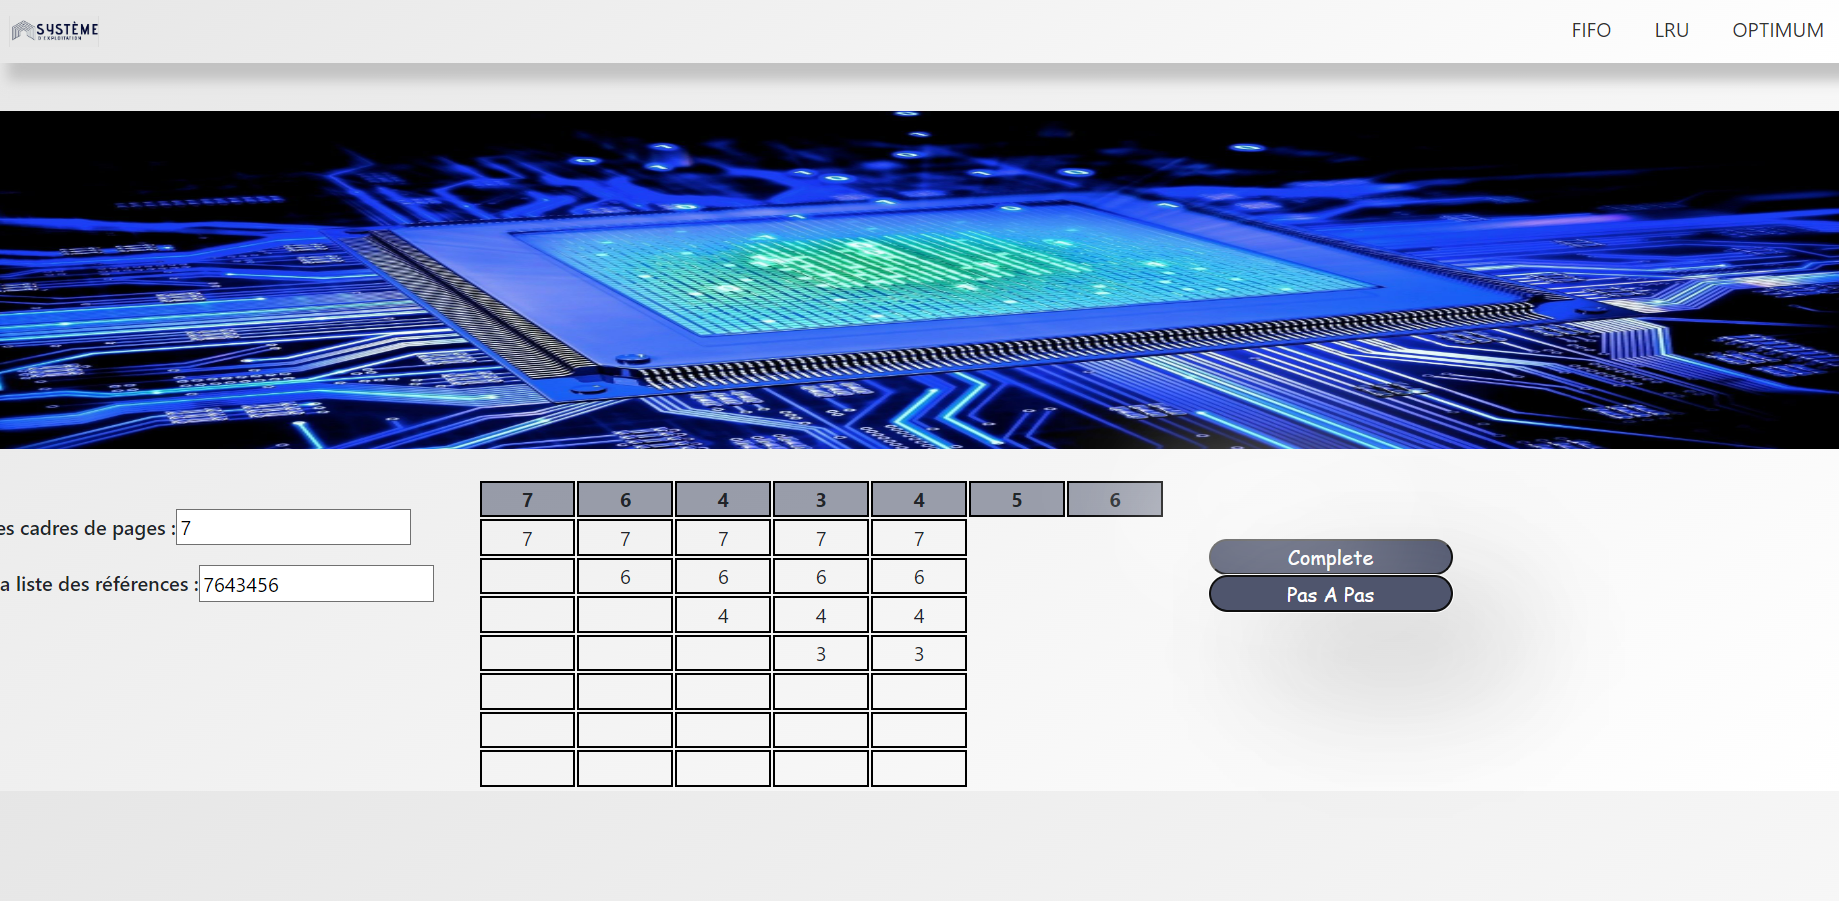 SYSTÈME
D'EXPLOITATION
FIFO LRU OPTIMUM
es cadres de pages : 7
a liste des références : 7643456
7 6 4 3 4 5 6
7 7 7 7 7
6 6 6 6
4 4 4
3 3
Complete
Pas A Pas